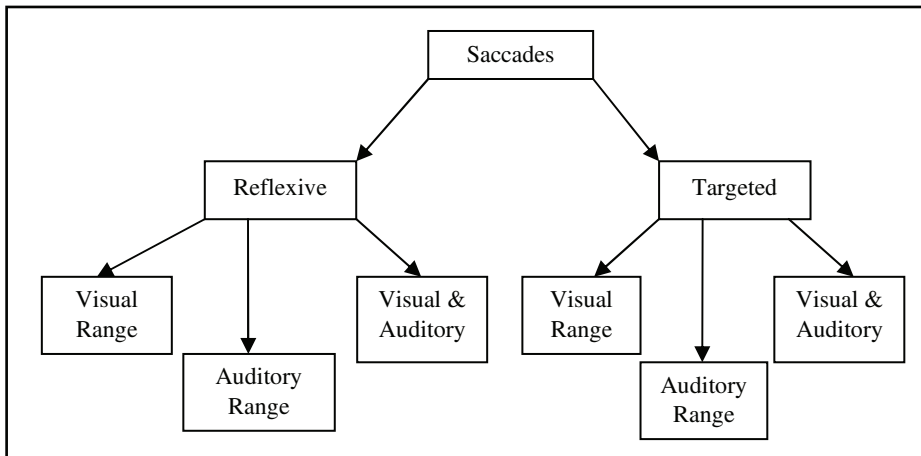 Saccades
Reflexive
Targeted
Visual
Range
Auditory
Range
Visual &
Auditory
Visual
Range
Auditory
Range
Visual &
Auditory